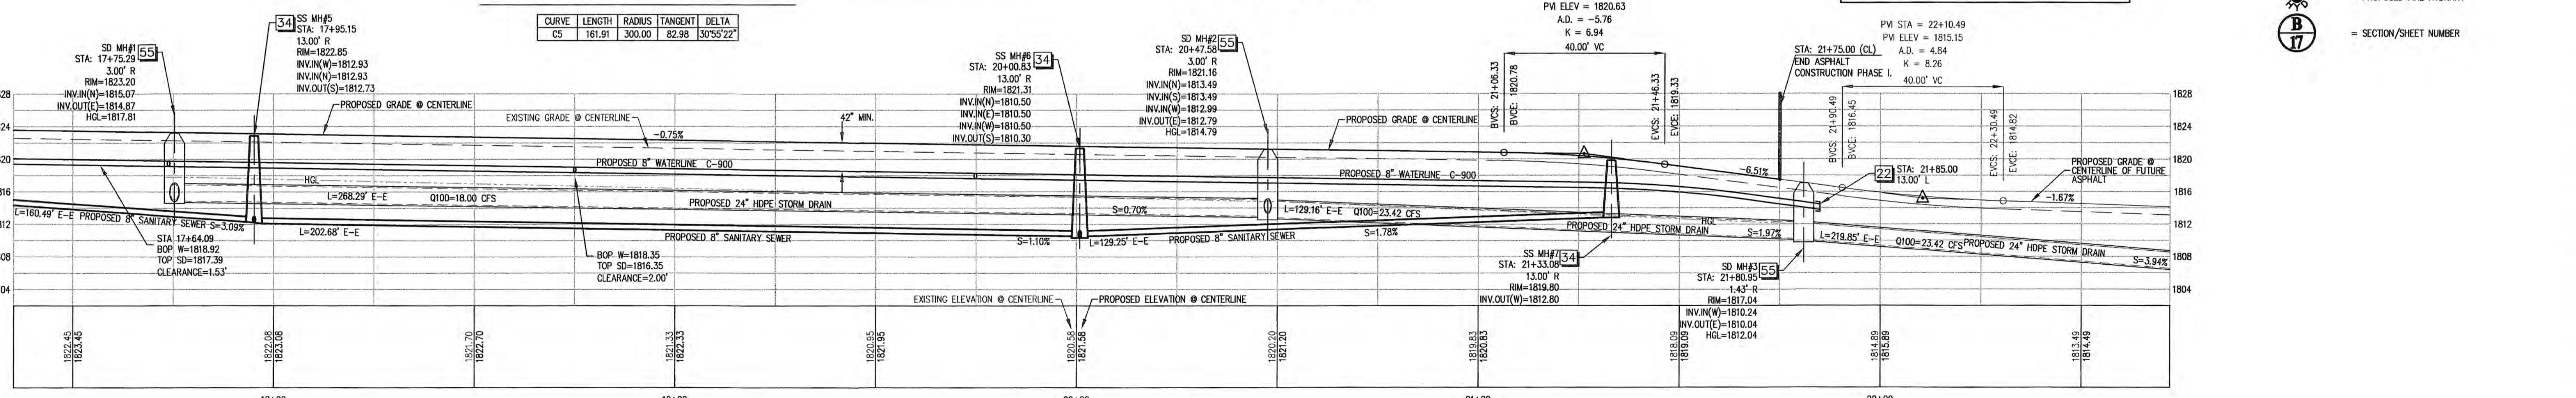 CURVE LENGTH RADIUS TANGENT DELTA
C5 161.91 300.00 82.98 30°55'22"
SD MH#1 55
STA: 17+75.29
3.00' R
RIM=1823.20
INV.IN(N)=1815.07
INV.OUT(E)=1814.87
HGL=1817.81
34 SS MH#5
STA: 17+95.15
13.00' R
RIM=1822.85
INV.IN(W)=1812.93
INV.IN(N)=1812.93
INV.OUT(S)=1812.73
PROPOSED GRADE @ CENTERLINE
EXISTING GRADE @ CENTERLINE
-0.75%
42" MIN.
SS MH#6 34
STA: 20+00.83
13.00' R
RIM=1821.31
INV.IN(N)=1810.50
INV.IN(E)=1810.50
INV.IN(W)=1810.50
INV.OUT(S)=1810.30
SD MH#2 55
STA: 20+47.58
3.00' R
RIM=1821.16
INV.IN(N)=1813.49
INV.IN(S)=1813.49
INV.IN(W)=1812.99
INV.OUT(E)=1812.79
HGL=1814.79
PROPOSED GRADE @ CENTERLINE
PVI ELEV = 1820.63
A.D. = -5.76
K = 6.94
40.00' VC
BVCS: 21+06.33
BVCE: 1820.78
EVCS: 21+46.33
EVCE: 1819.33
STA: 21+75.00 (CL)
END ASPHALT
CONSTRUCTION PHASE I.
PVI STA = 22+10.49
PVI ELEV = 1815.15
A.D. = 4.84
K = 8.26
40.00' VC
BVCS: 21+90.49
BVCE: 1816.45
EVCS: 22+30.49
EVCE: 1814.82
B
17
= SECTION/SHEET NUMBER
828
824
820
816
812
808
804
1828
1824
1820
1816
1812
1808
1804
PROPOSED 8" WATERLINE C-900
PROPOSED 8" WATERLINE C-900
-6.51%
22 STA: 21+85.00
13.00' L
PROPOSED GRADE @
CENTERLINE OF FUTURE
ASPHALT
-1.67%
HGL
L=268.29' E-E
Q100=18.00 CFS
PROPOSED 24" HDPE STORM DRAIN
S=0.70%
L=129.16' E-E
Q100=23.42 CFS
HGL
PROPOSED 24" HDPE STORM DRAIN
S=1.97%
L=219.85' E-E
Q100=23.42 CFS
PROPOSED 24" HDPE STORM DRAIN
S=3.94%
L=160.49' E-E PROPOSED 8" SANITARY SEWER S=3.09%
L=202.68' E-E
PROPOSED 8" SANITARY SEWER
S=1.10%
L=129.25' E-E
PROPOSED 8" SANITARY SEWER
S=1.78%
STA 17+64.09
BOP W=1818.92
TOP SD=1817.39
CLEARANCE=1.53'
BOP W=1818.35
TOP SD=1816.35
CLEARANCE=2.00'
SS MH#7 34
STA: 21+33.08
13.00' R
RIM=1819.80
INV.OUT(W)=1812.80
SD MH#3 55
STA: 21+80.95
1.43' R
RIM=1817.04
INV.IN(W)=1810.24
INV.OUT(E)=1810.04
HGL=1812.04
EXISTING ELEVATION @ CENTERLINE
PROPOSED ELEVATION @ CENTERLINE
1822.45
1823.45
1822.08
1823.08
1821.70
1822.70
1821.33
1822.33
1820.95
1821.95
1820.58
1821.58
1820.20
1821.20
1819.83
1820.83
1818.09
1819.09
1814.89
1815.89
1813.49
1814.49